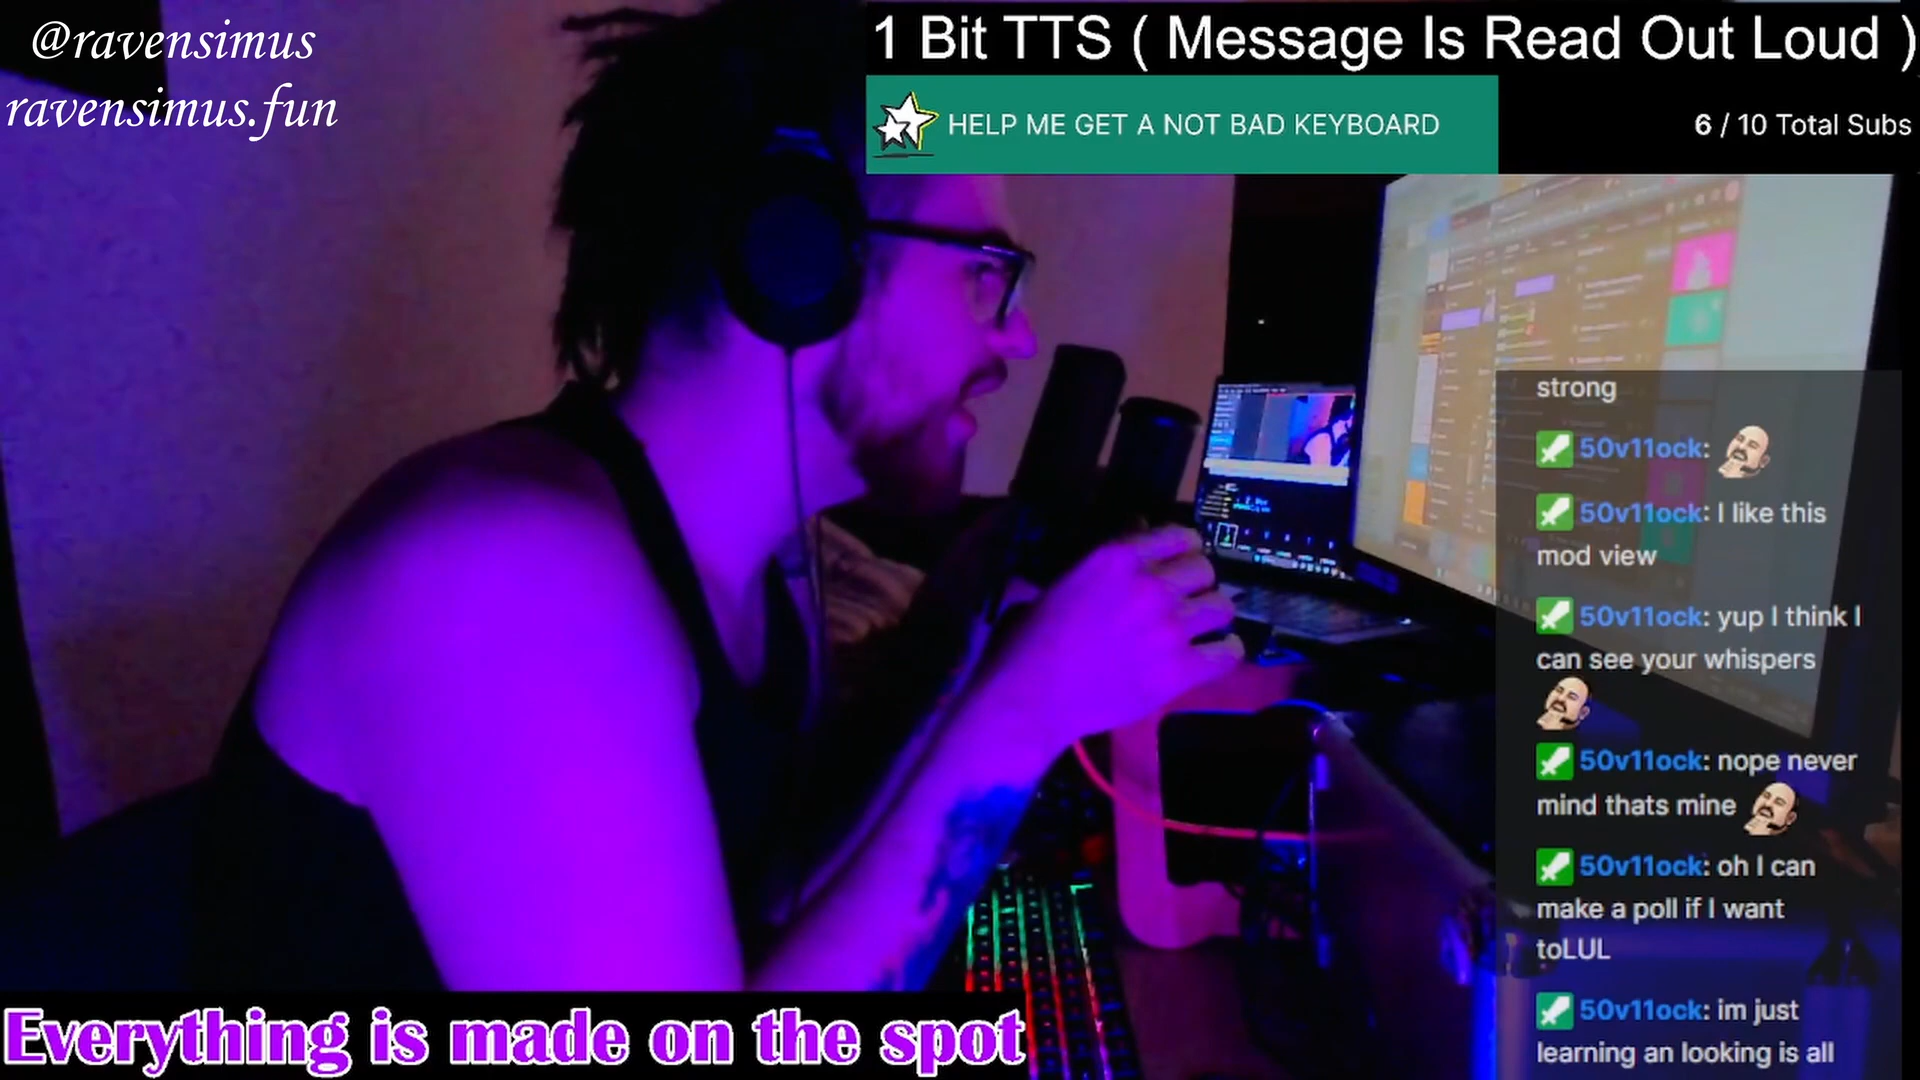 @ravensimus
ravensimus.fun
1 Bit TTS ( Message Is Read Out Loud )
HELP ME GET A NOT BAD KEYBOARD
6 / 10 Total Subs
strong
50v11ock:
50v11ock: I like this
mod view
50v11ock: yup I think I
can see your whispers
50v11ock: nope never
mind thats mine
50v11ock: oh I can
make a poll if I want
toLUL
50v11ock: im just
learning an looking is all
Everything is made on the spot